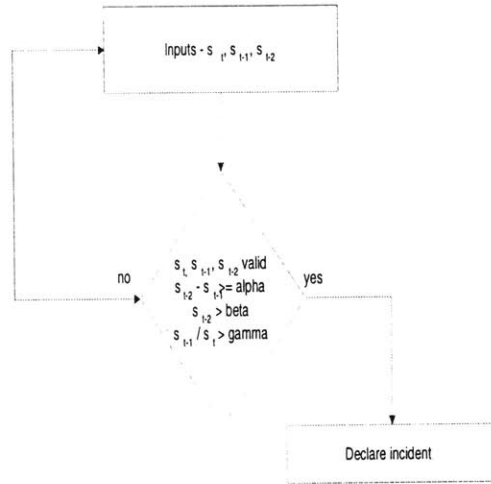 Inputs - s t, s t-1, s t-2
s t, s t-1, s t-2 valid
no
yes
s t-2 - s t-1 >= alpha
s t-2 > beta
s t-1 / s t > gamma
Declare incident